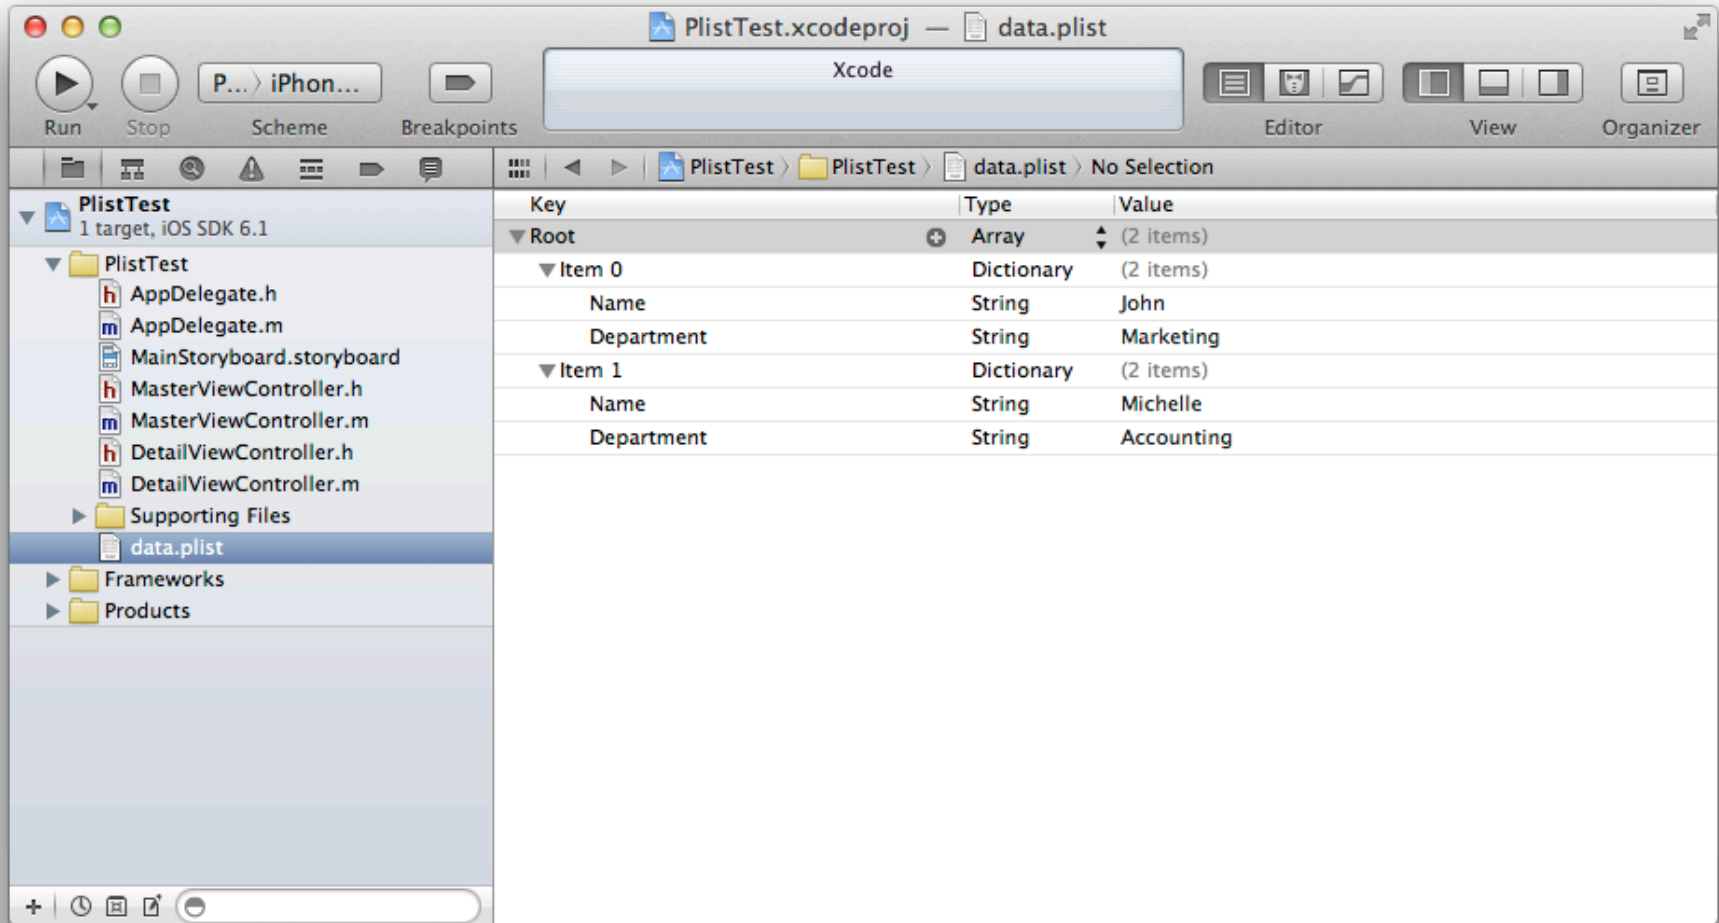 PlistTest.xcodeproj — data.plist
P... iPhon...
Xcode
Run Stop Scheme Breakpoints Editor View Organizer
PlistTest PlistTest data.plist No Selection
PlistTest
1 target, iOS SDK 6.1
PlistTest
h AppDelegate.h
m AppDelegate.m
MainStoryboard.storyboard
h MasterViewController.h
m MasterViewController.m
h DetailViewController.h
m DetailViewController.m
Supporting Files
data.plist
Frameworks
Products
Key Type Value
Root Array (2 items)
Item 0 Dictionary (2 items)
Name String John
Department String Marketing
Item 1 Dictionary (2 items)
Name String Michelle
Department String Accounting